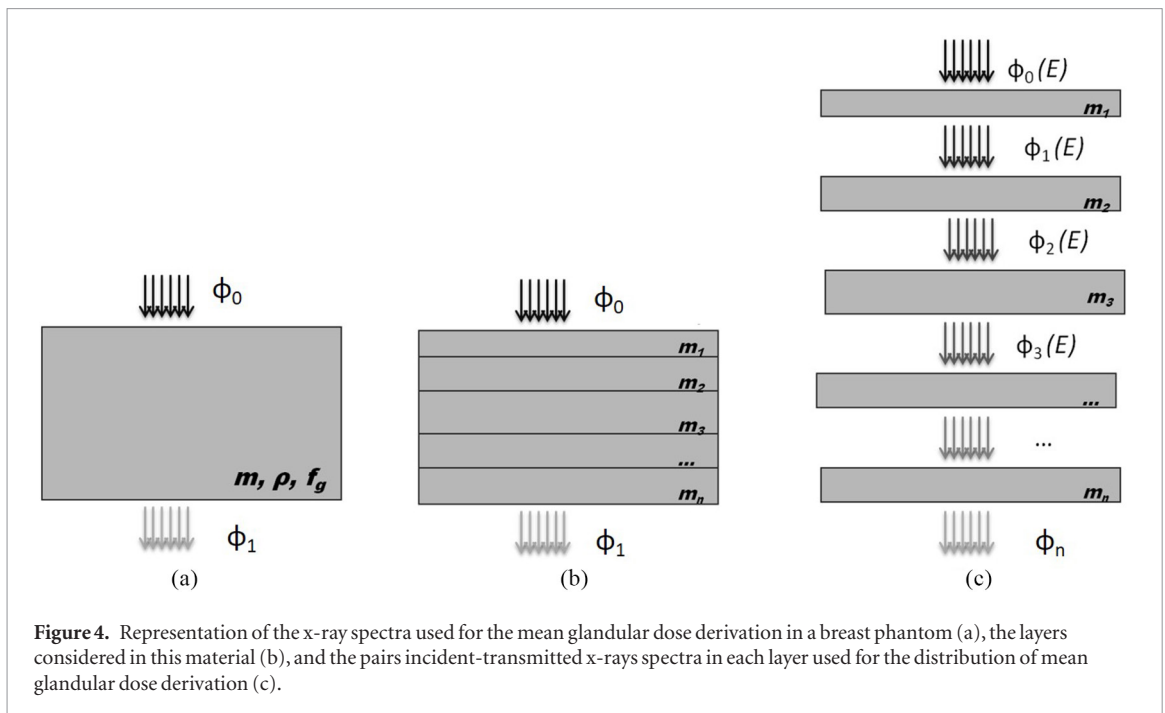 ϕ₀
m, ρ, f_g
ϕ₁
(a)
ϕ₀
m₁
m₂
m₃
...
mₙ
ϕ₁
(b)
ϕ₀(E)
m₁
ϕ₁(E)
m₂
ϕ₂(E)
m₃
ϕ₃(E)
...
...
mₙ
ϕₙ
(c)
Figure 4. Representation of the x-ray spectra used for the mean glandular dose derivation in a breast phantom (a), the layers
considered in this material (b), and the pairs incident-transmitted x-rays spectra in each layer used for the distribution of mean
glandular dose derivation (c).